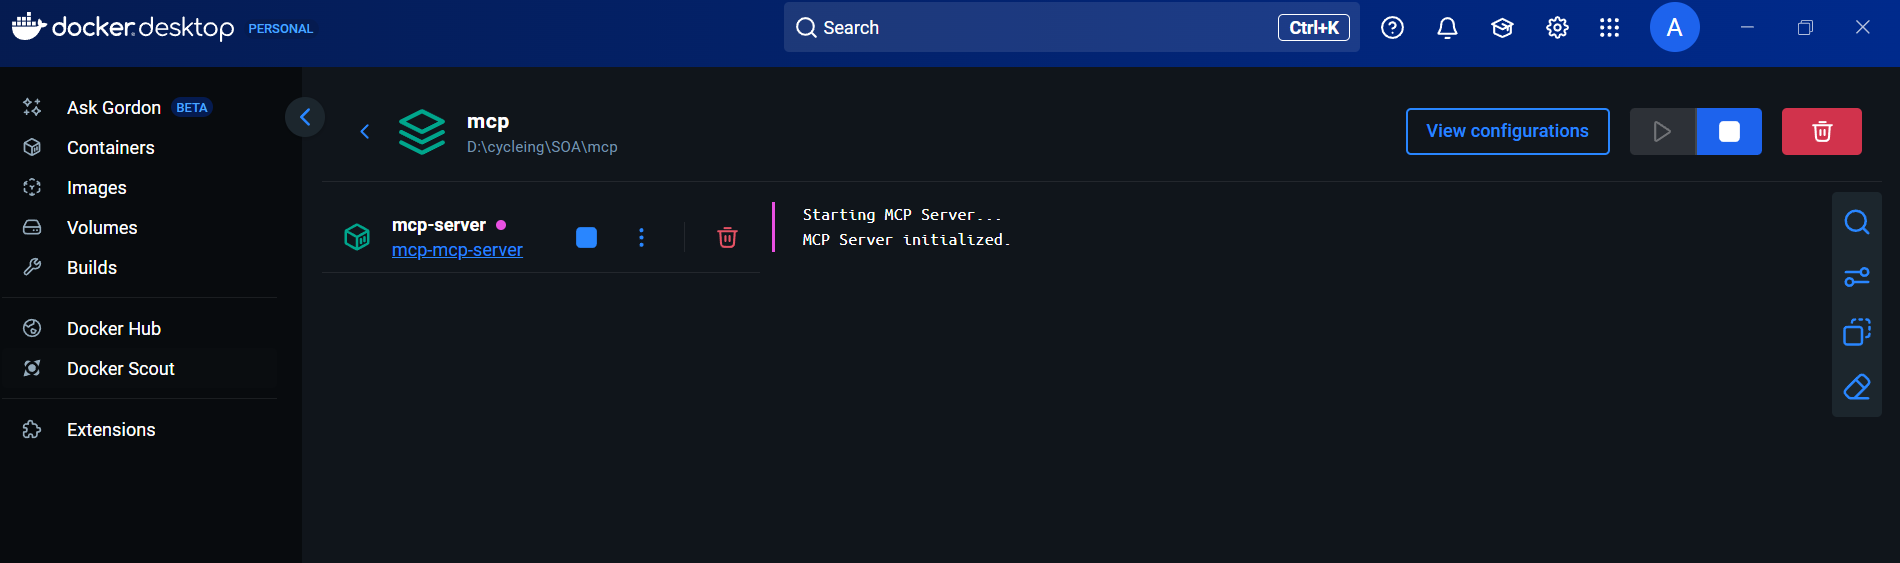 docker.desktop PERSONAL
Search
Ctrl+K
A
Ask Gordon BETA
Containers
Images
Volumes
Builds
Docker Hub
Docker Scout
Extensions
mcp
D:\cycleing\SOA\mcp
View configurations
mcp-server
mcp-mcp-server
Starting MCP Server...
MCP Server initialized.